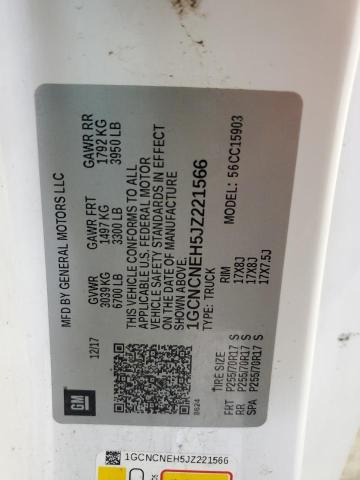 MFD BY GENERAL MOTORS LLC
12/17
GVWR
3039 KG
6700 LB
GAWR FRT
1497 KG
3300 LB
GAWR RR
1792 KG
3950 LB
THIS VEHICLE CONFORMS TO ALL
APPLICABLE U.S. FEDERAL MOTOR
VEHICLE SAFETY STANDARDS IN EFFECT
ON THE DATE OF MANUFACTURE
SHOWN ABOVE.
1GCNCNEH5JZ221566
TYPE: TRUCK
MODEL: 56CC15903
TIRE SIZE RIM
FRT P255/70R17 S 17X8J
RR P255/70R17 S 17X8J
SPA P255/70R17 S 17X7.5J
GM
8624
1GCNCNEH5JZ221566